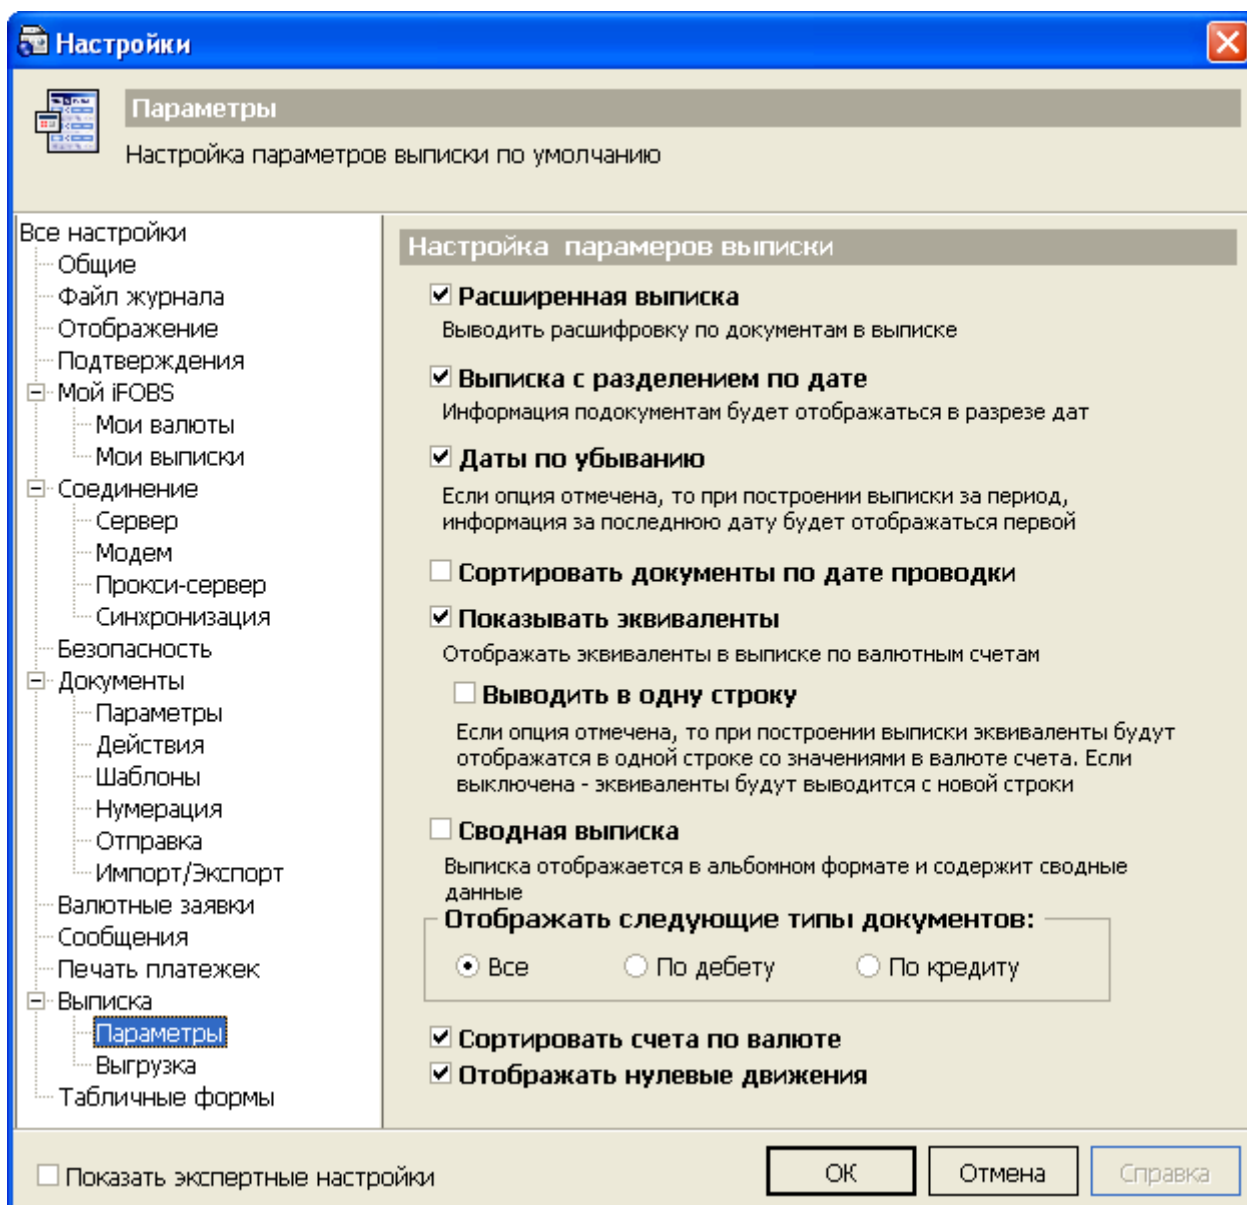 Настройки
Параметры
Настройка параметров выписки по умолчанию
Все настройки
Общие
Файл журнала
Отображение
Подтверждения
Мой iFOBS
Мои валюты
Мои выписки
Соединение
Сервер
Модем
Прокси-сервер
Синхронизация
Безопасность
Документы
Параметры
Действия
Шаблоны
Нумерация
Отправка
Импорт/Экспорт
Валютные заявки
Сообщения
Печать платежек
Выписка
Параметры
Выгрузка
Табличные формы
Настройка парамеров выписки
Расширенная выписка
Выводить расшифровку по документам в выписке
Выписка с разделением по дате
Информация подокументам будет отображаться в разрезе дат
Даты по убыванию
Если опция отмечена, то при построении выписки за период,
информация за последнюю дату будет отображаться первой
Сортировать документы по дате проводки
Показывать эквиваленты
Отображать эквиваленты в выписке по валютным счетам
Выводить в одну строку
Если опция отмечена, то при построении выписки эквиваленты будут
отображатся в одной строке со значениями в валюте счета. Если
выключена - эквиваленты будут выводится с новой строки
Сводная выписка
Выписка отображается в альбомном формате и содержит сводные
данные
Отображать следующие типы документов:
Все По дебету По кредиту
Сортировать счета по валюте
Отображать нулевые движения
Показать экспертные настройки
ОК Отмена Справка